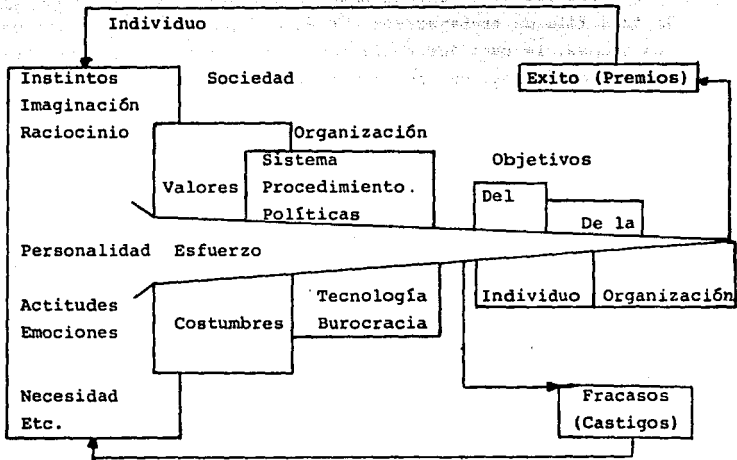 Individuo
Instintos
Imaginación
Raciocinio
Sociedad
Exito (Premios)
Organización
Valores
Sistema
Procedimiento.
Políticas
Objetivos
Del
De la
Personalidad Esfuerzo
Actitudes
Emociones
Costumbres
Tecnología
Burocracia
Individuo
Organización
Necesidad
Etc.
Fracasos
(Castigos)